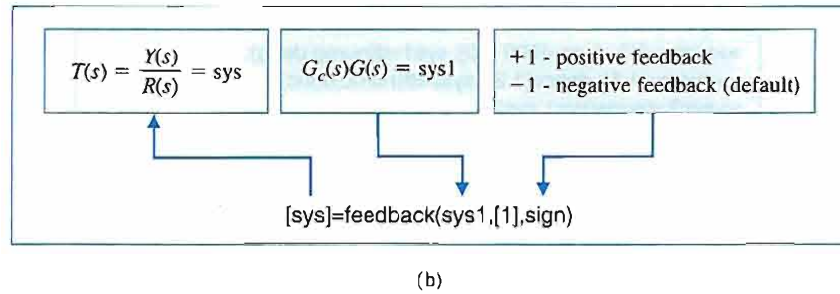 T(s) = Y(s)/R(s) = sys
G_c(s)G(s) = sys1
+1 - positive feedback
−1 - negative feedback (default)
[sys]=feedback(sys1,[1],sign)
(b)